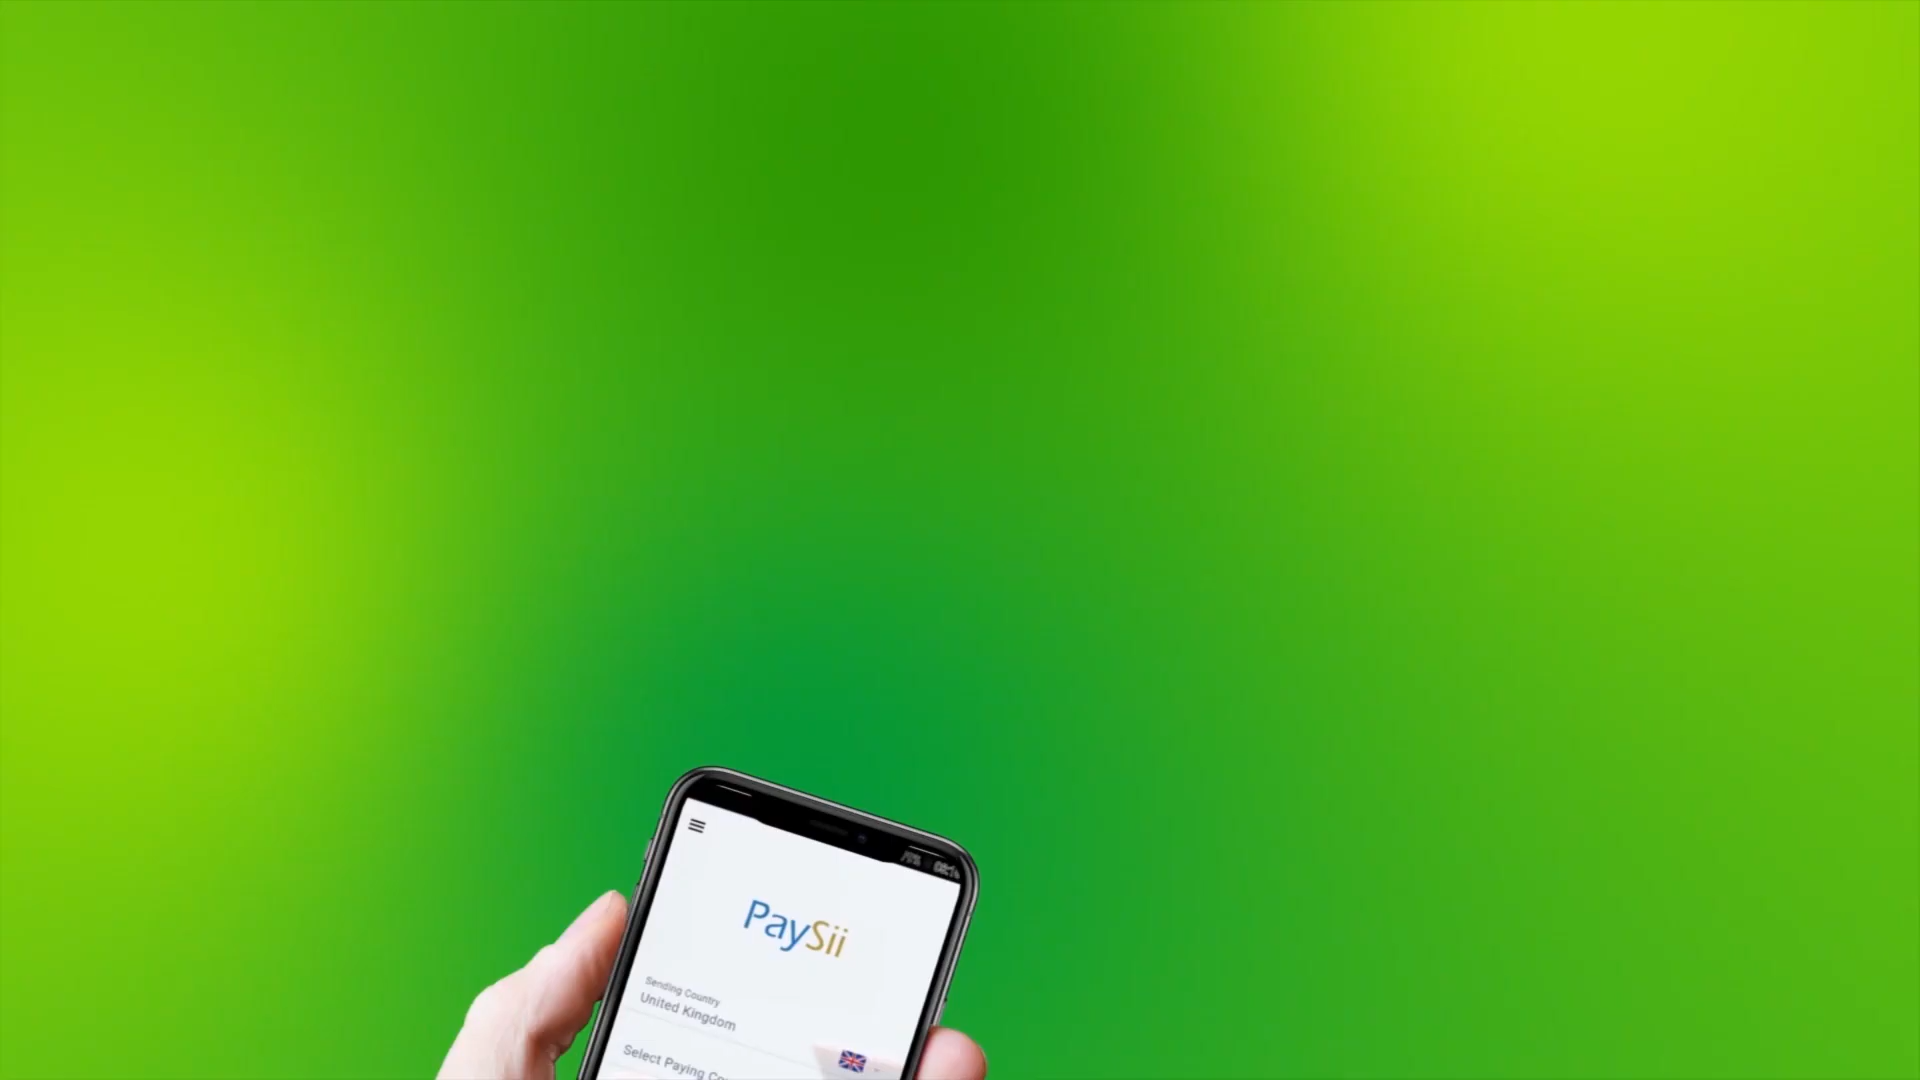 PaySii
Sending Country
United Kingdom
Select Paying